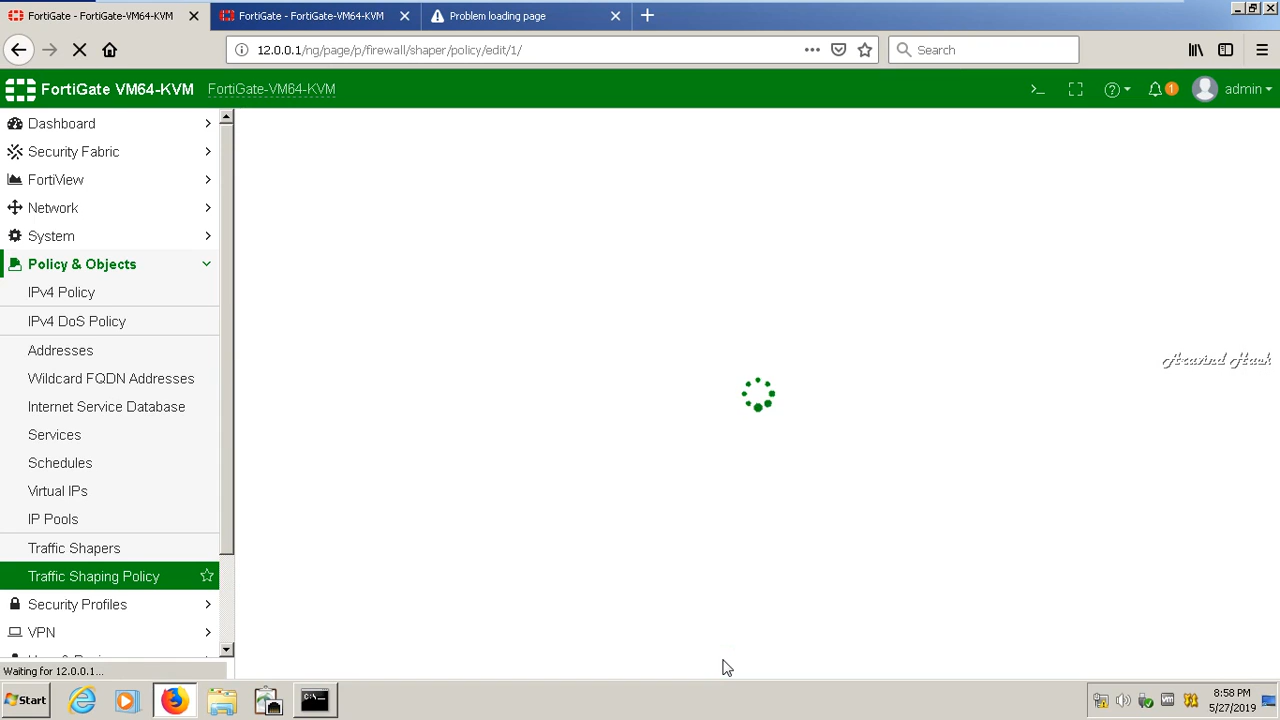 FortiGate - FortiGate-VM64-KVM
FortiGate - FortiGate-VM64-KVM
Problem loading page
12.0.0.1/ng/page/p/firewall/shaper/policy/edit/1/
Search
FortiGate VM64-KVM
FortiGate-VM64-KVM
1
admin
Dashboard
Security Fabric
FortiView
Network
System
Policy & Objects
IPv4 Policy
IPv4 DoS Policy
Addresses
Wildcard FQDN Addresses
Internet Service Database
Services
Schedules
Virtual IPs
IP Pools
Traffic Shapers
Traffic Shaping Policy
Security Profiles
VPN
Aravind Hask
Waiting for 12.0.0.1...
Start
8:58 PM
5/27/2019